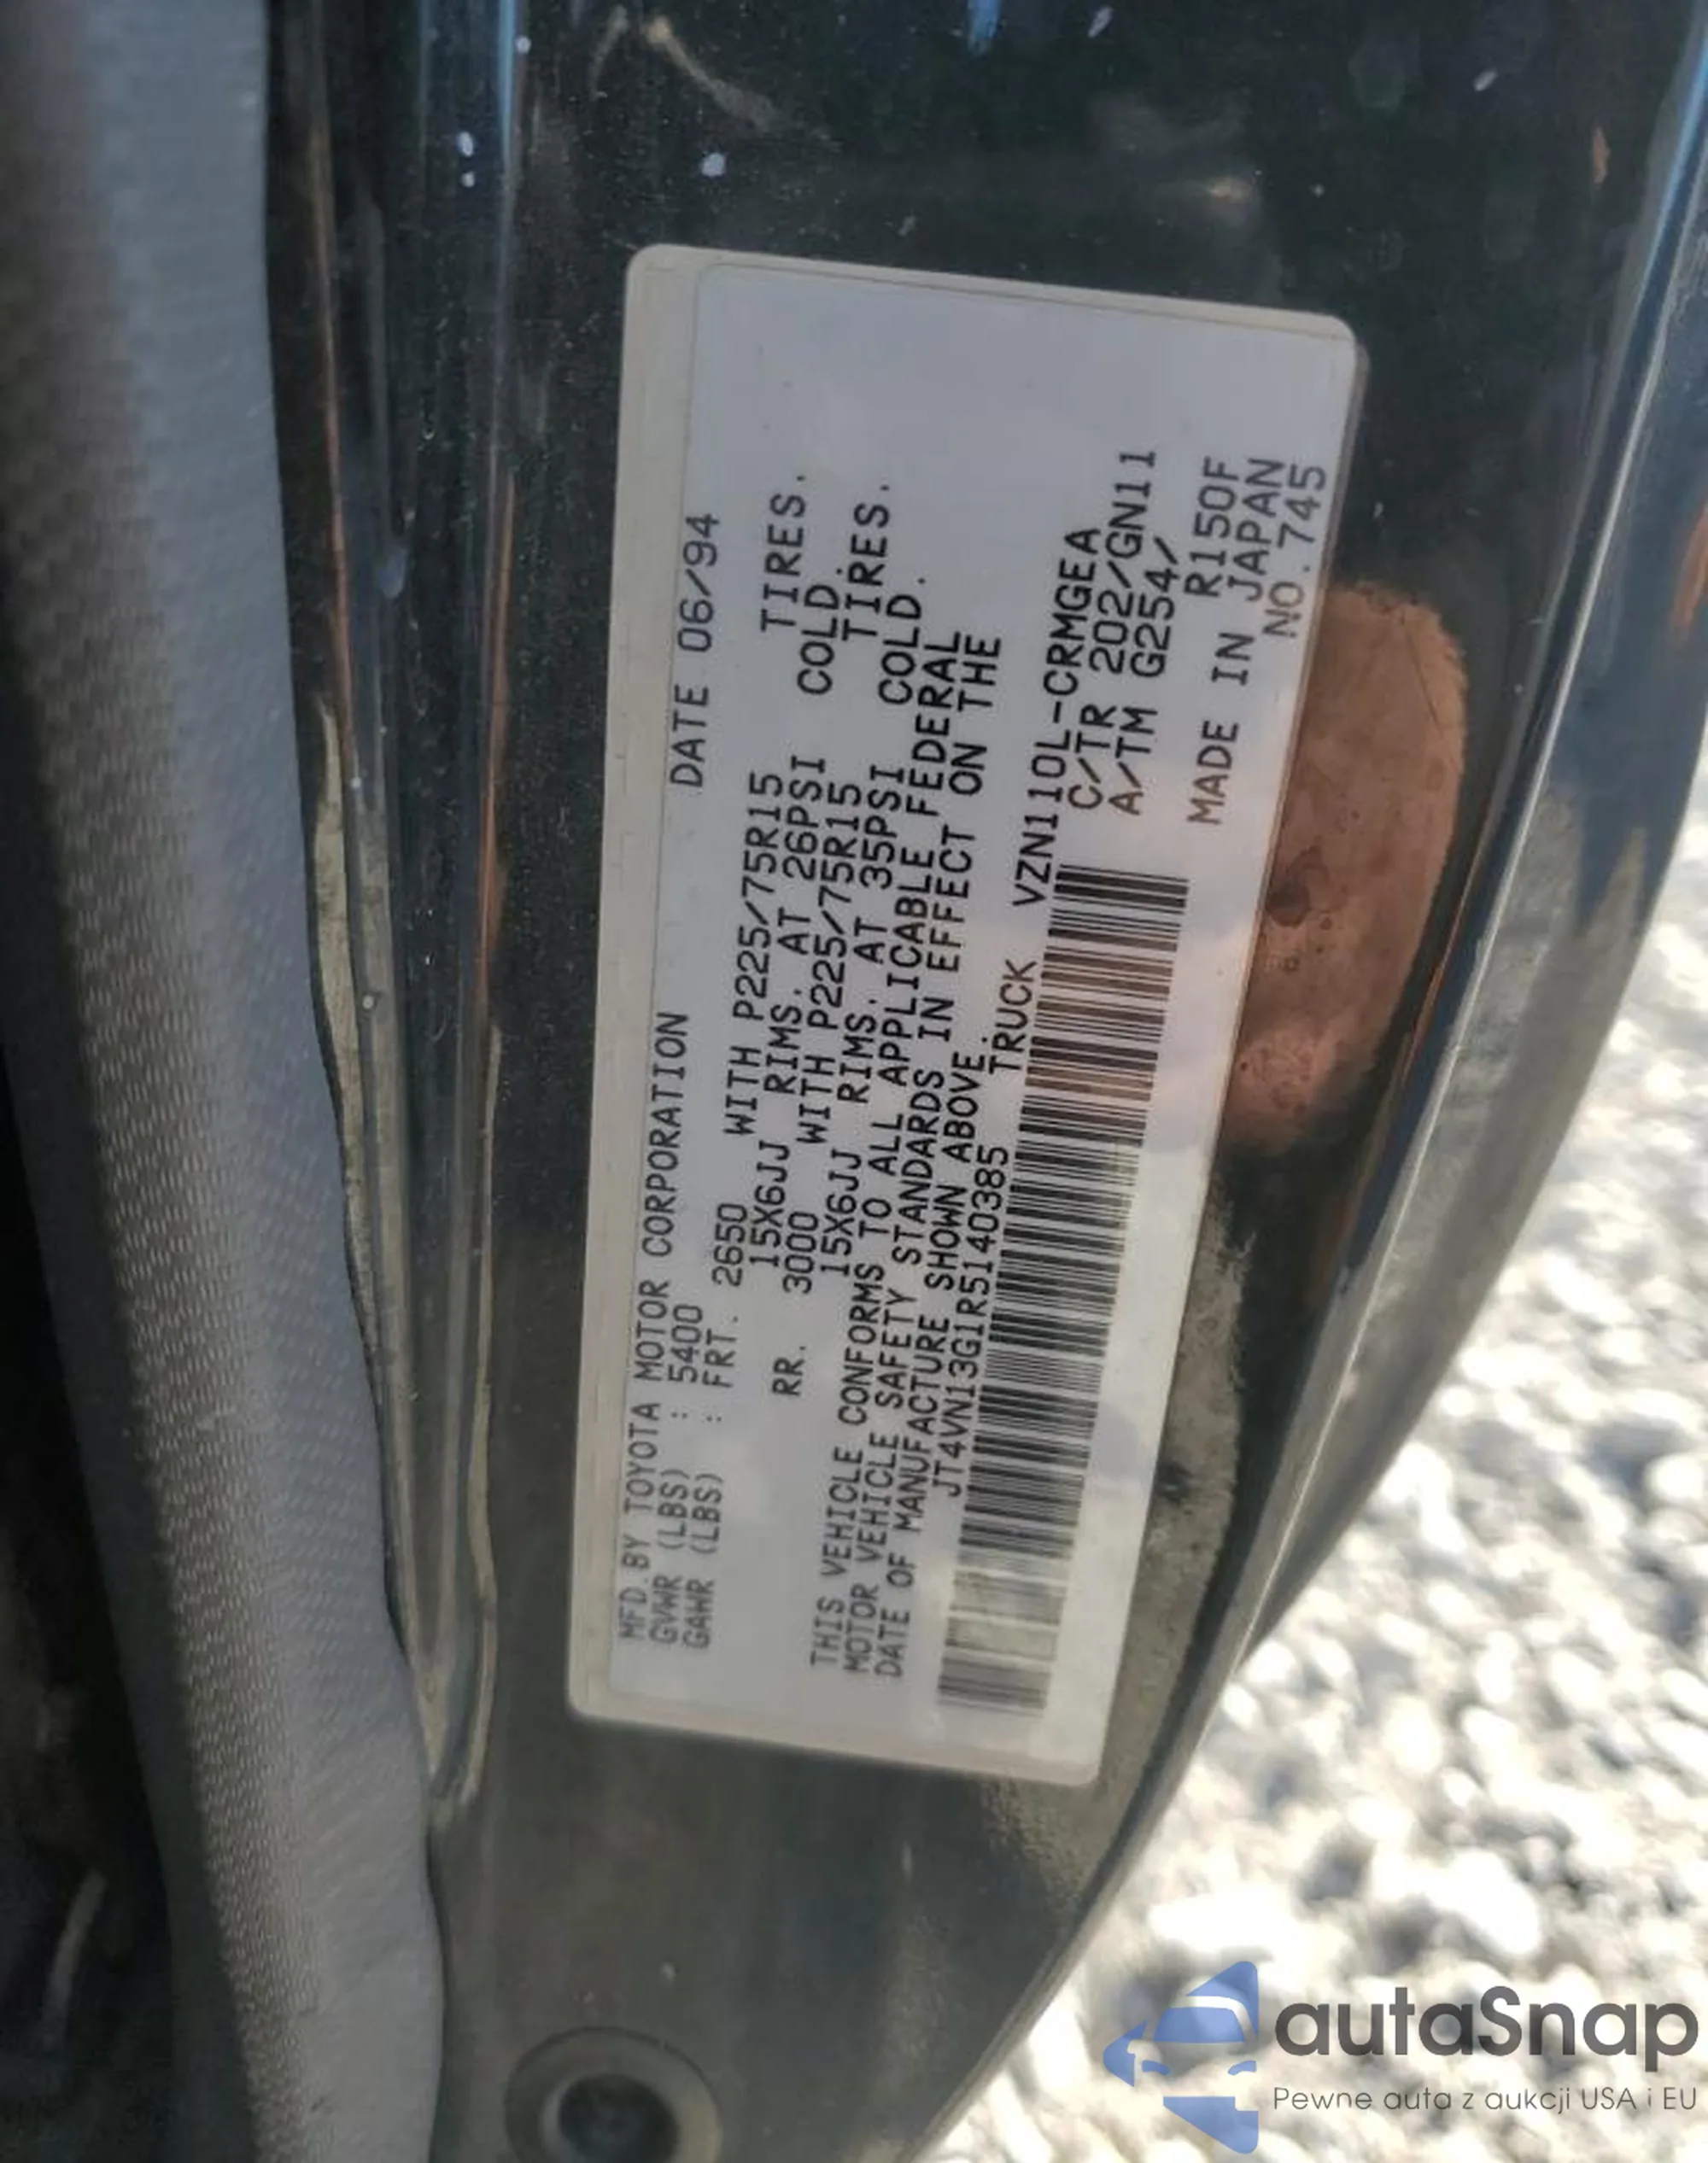 MFD.BY TOYOTA MOTOR CORPORATION DATE 06/94
GVWR (LBS) : 5400
GAWR (LBS) : FRT. 2650 WITH P225/75R15 TIRES.
15X6JJ RIMS. AT 26PSI COLD.
RR. 3000 WITH P225/75R15 TIRES.
15X6JJ RIMS. AT 35PSI COLD.
THIS VEHICLE CONFORMS TO ALL APPLICABLE FEDERAL
MOTOR VEHICLE SAFETY STANDARDS IN EFFECT ON THE
DATE OF MANUFACTURE SHOWN ABOVE.
JT4VN13G1R5140385 TRUCK VZN110L-CRMGEA
C/TR 202/GN11
A/TM G254/
R150F
MADE IN JAPAN
NO.745
autaSnap
Pewne auta z aukcji USA i EU